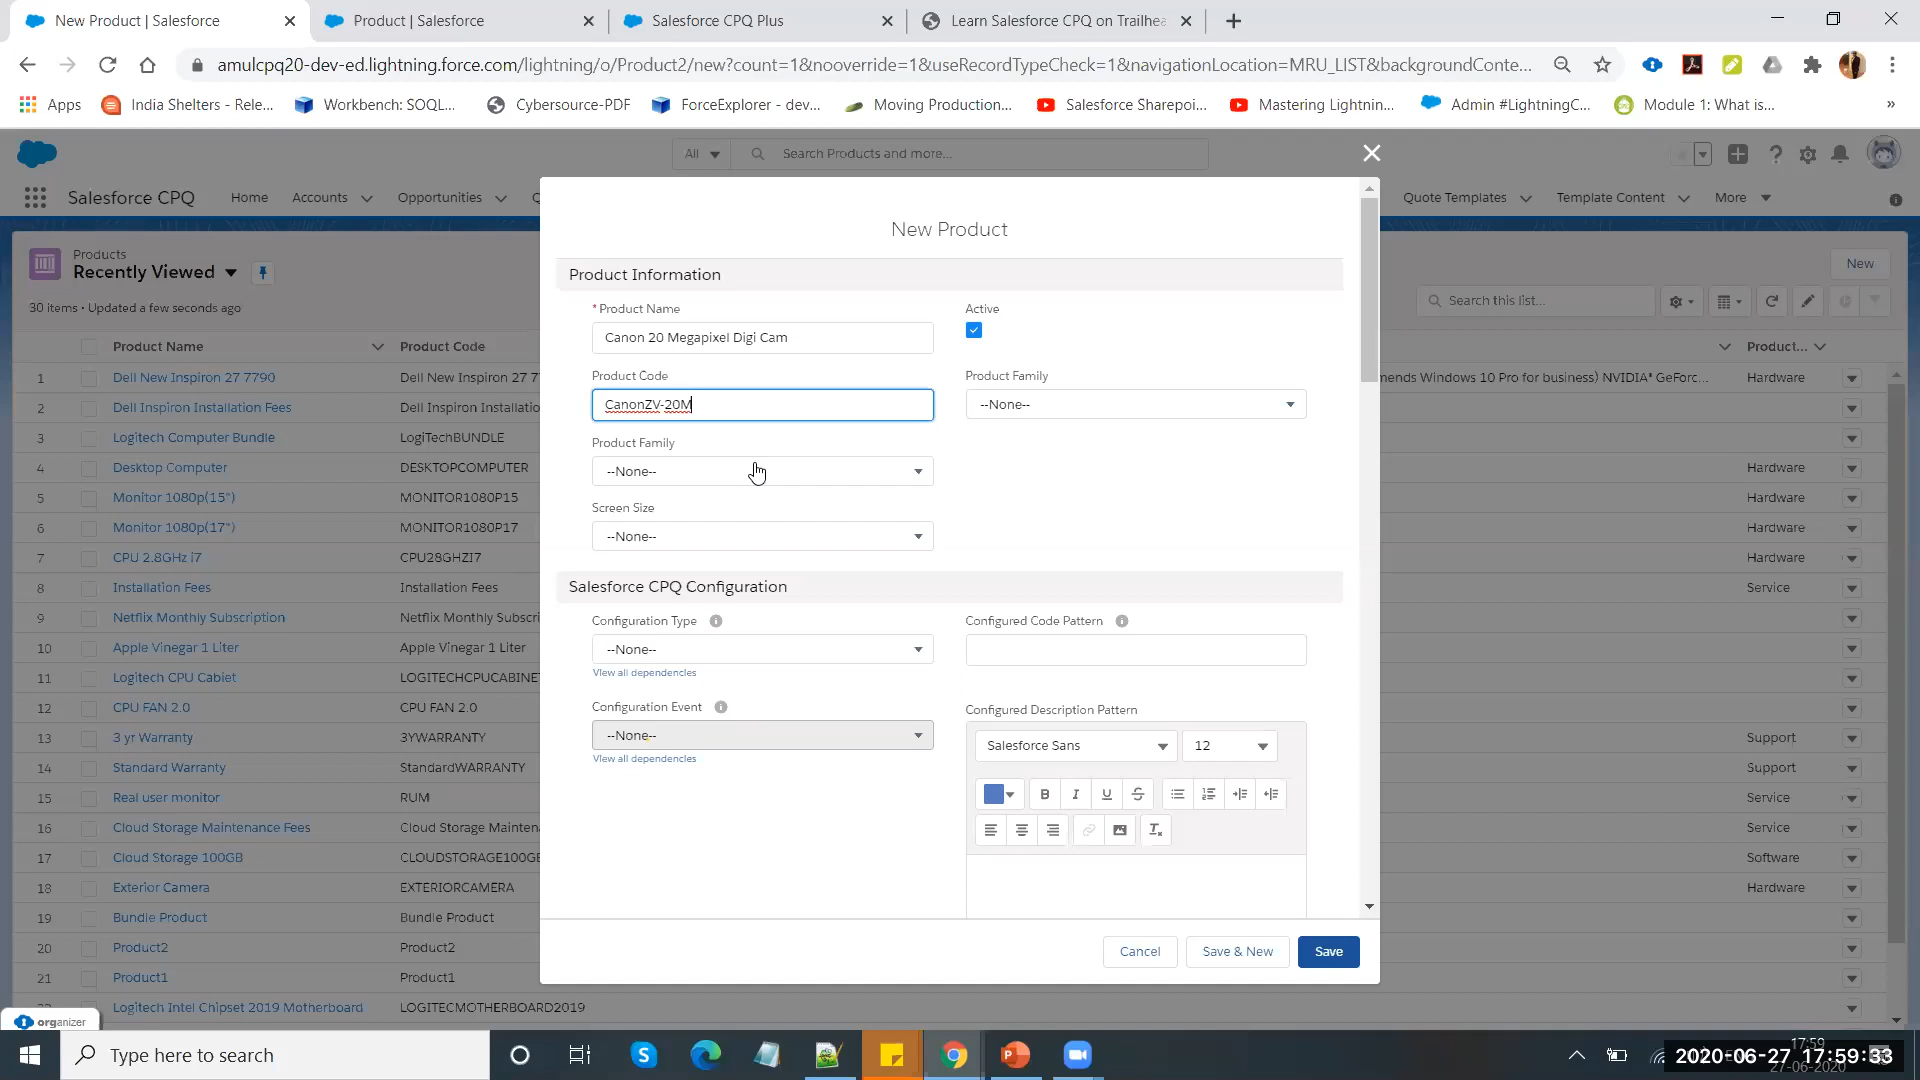 New Product | Salesforce
Product | Salesforce
Salesforce CPQ Plus
Learn Salesforce CPQ on Trailhea
amulcpq20-dev-ed.lightning.force.com/lightning/o/Product2/new?count=1&nooverride=1&useRecordTypeCheck=1&navigationLocation=MRU_LIST&backgroundConte...
Apps
India Shelters - Rele...
Workbench: SOQL...
Cybersource-PDF
ForceExplorer - dev...
Moving Production...
Salesforce Sharepoi...
Mastering Lightnin...
Admin #LightningC...
Module 1: What is...
»
All
Search Products and more...
Salesforce CPQ
Home
Accounts
Opportunities
Q
Quote Templates
Template Content
More
Products
Recently Viewed
30 items • Updated a few seconds ago
New
Search this list...
Product Name
Product Code
Product...
1 Dell New Inspiron 27 7790 Dell New Inspiron 27 7 mends Windows 10 Pro for business) NVIDIA® GeForc... Hardware
2 Dell Inspiron Installation Fees Dell Inspiron Installatio
3 Logitech Computer Bundle LogiTechBUNDLE
4 Desktop Computer DESKTOPCOMPUTER Hardware
5 Monitor 1080p(15") MONITOR1080P15 Hardware
6 Monitor 1080p(17") MONITOR1080P17 Hardware
7 CPU 2.8GHz i7 CPU28GHZI7 Hardware
8 Installation Fees Installation Fees Service
9 Netflix Monthly Subscription Netflix Monthly Subscri
10 Apple Vinegar 1 Liter Apple Vinegar 1 Liter
11 Logitech CPU Cabiet LOGITECHCPUCABINE
12 CPU FAN 2.0 CPU FAN 2.0
13 3 yr Warranty 3YWARRANTY Support
14 Standard Warranty StandardWARRANTY Support
15 Real user monitor RUM Service
16 Cloud Storage Maintenance Fees Cloud Storage Mainten Service
17 Cloud Storage 100GB CLOUDSTORAGE100GB Software
18 Exterior Camera EXTERIORCAMERA Hardware
19 Bundle Product Bundle Product
20 Product2 Product2
21 Product1 Product1
Logitech Intel Chipset 2019 Motherboard LOGITECMOTHERBOARD2019
New Product
Product Information
* Product Name
Canon 20 Megapixel Digi Cam
Active
Product Code
CanonZV-20M
Product Family
--None--
Product Family
--None--
Screen Size
--None--
Salesforce CPQ Configuration
Configuration Type
--None--
View all dependencies
Configured Code Pattern
Configuration Event
--None--
View all dependencies
Configured Description Pattern
Salesforce Sans
12
B I U S
Cancel
Save & New
Save
organizer
Type here to search
17:59
27-06-2020
2020-06-27 17:59:33